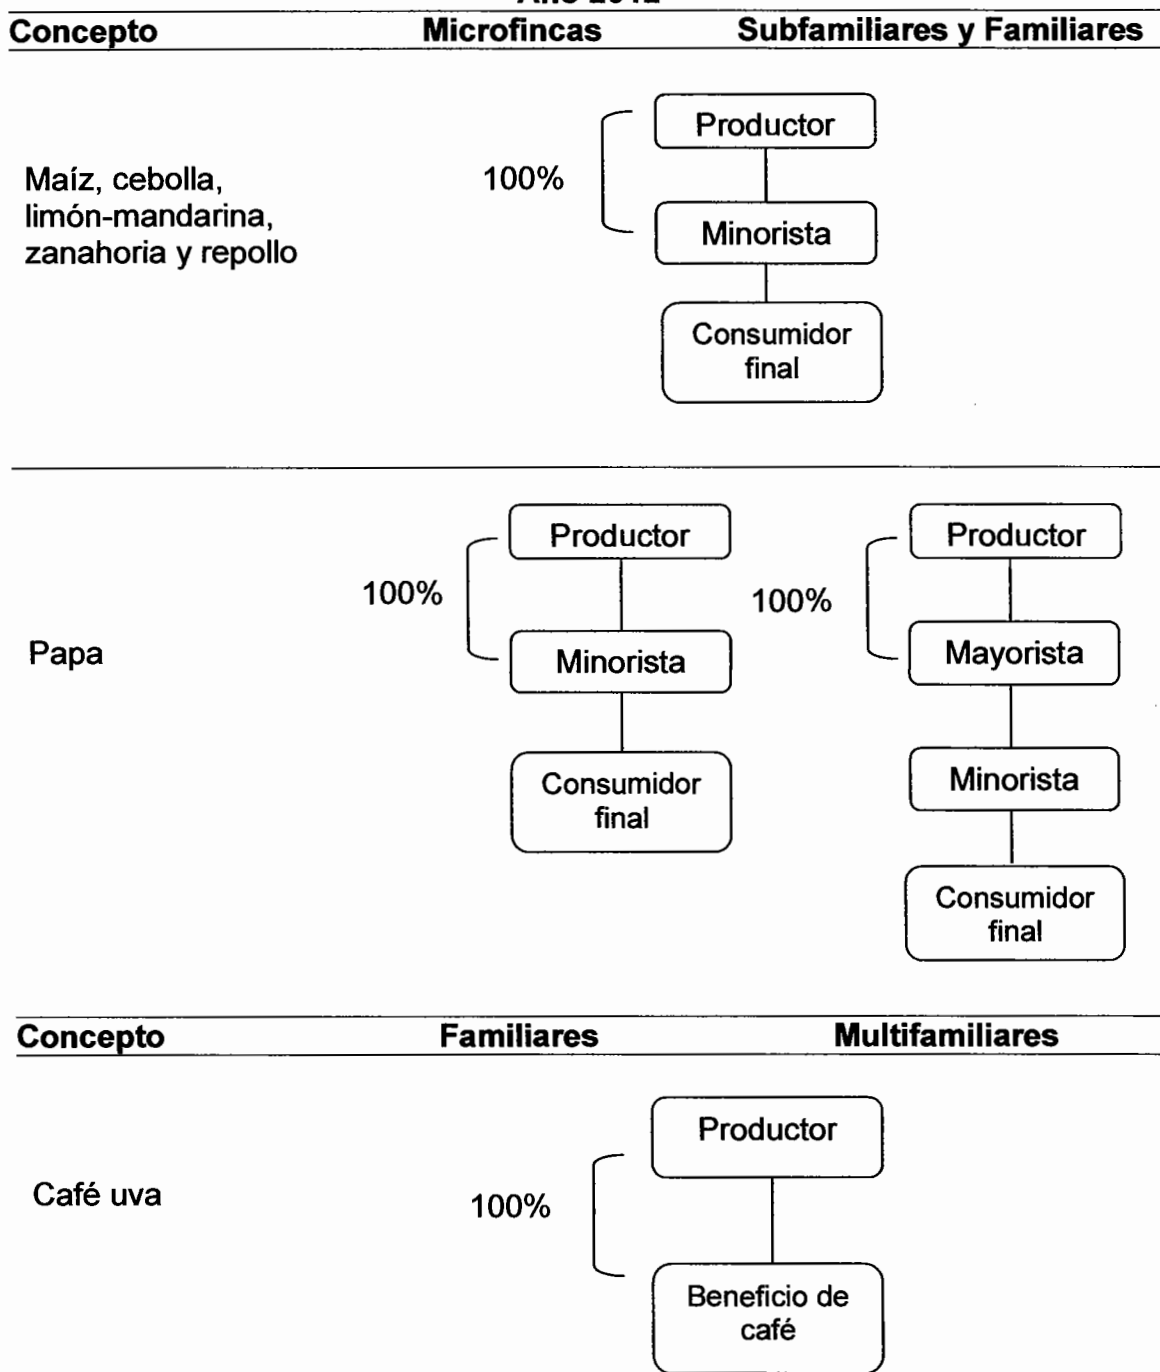 Concepto Microfincas Subfamiliares y Familiares
Productor
Maíz, cebolla,
limón-mandarina,
zanahoria y repollo
100%
Minorista
Consumidor
final
Papa
100%
Productor
Minorista
Consumidor
final
100%
Productor
Mayorista
Minorista
Consumidor
final
Concepto Familiares Multifamiliares
Productor
Café uva
100%
Beneficio de
café